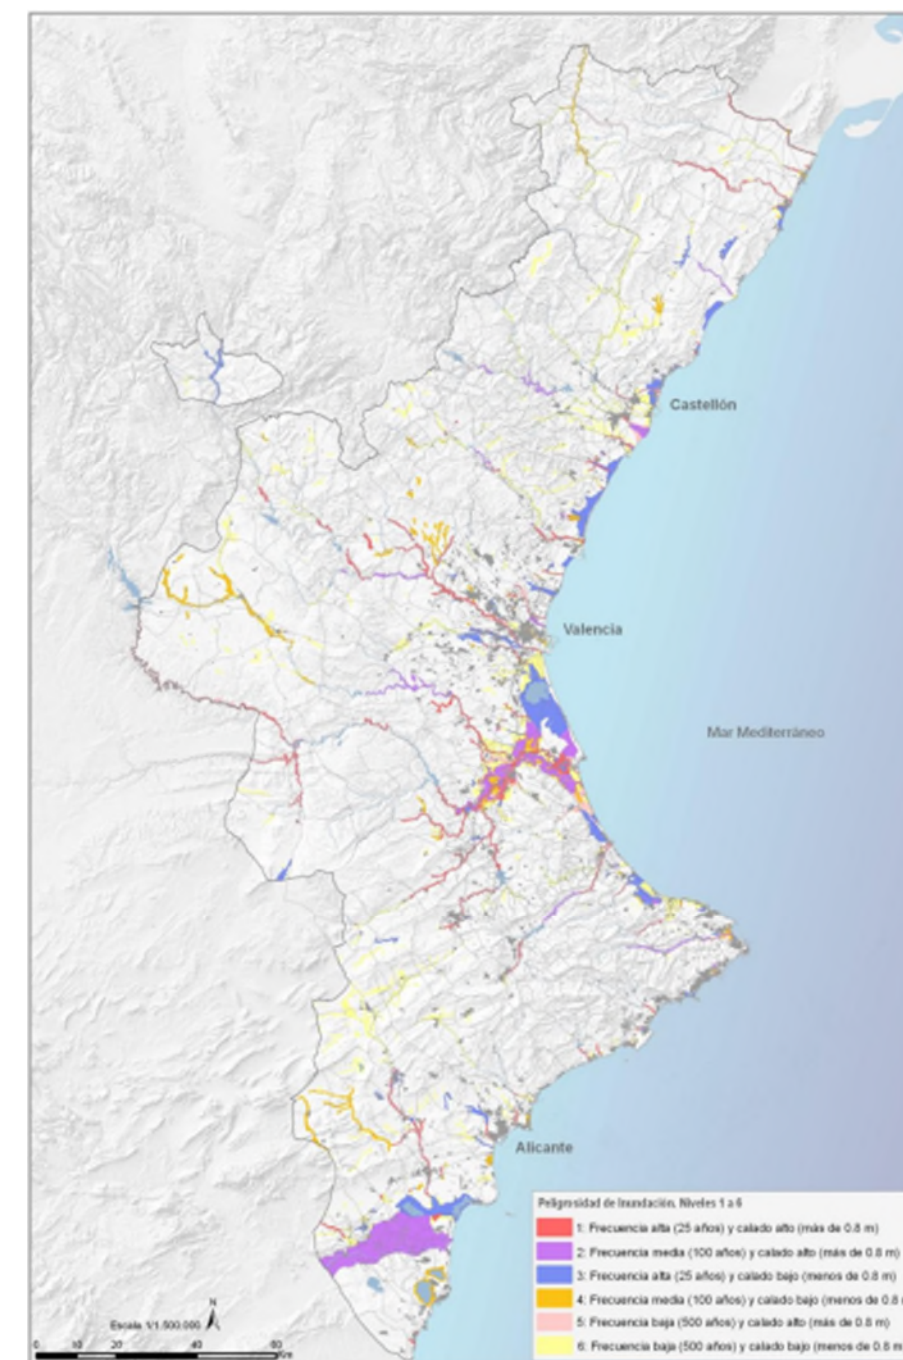 Castellón
Valencia
Mar Mediterráneo
Alicante
Peligrosidad de Inundación. Niveles 1 a 6
1: Frecuencia alta (25 años) y calado alto (más de 0.8 m)
2: Frecuencia media (100 años) y calado alto (más de 0.8 m)
3: Frecuencia alta (25 años) y calado bajo (menos de 0.8 m)
4: Frecuencia media (100 años) y calado bajo (menos de 0.8
5: Frecuencia baja (500 años) y calado alto (más de 0.8 m)
6: Frecuencia baja (500 años) y calado bajo (menos de 0.8 m
N
Escala 1/1.500.000
0 10 20 40 60
Km